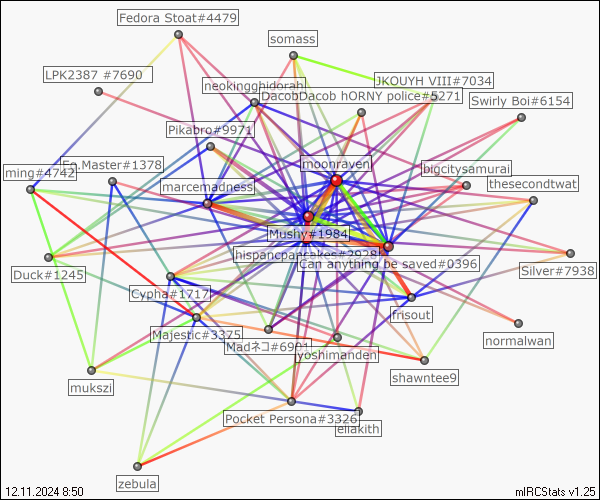 Fedora Stoat#4479
somass
LPK2387 #7690
neokingghidorah
JKOUYH VIII#7034
DacobDacob hORNY police#5271
Swirly Boi#6154
Pikabro#9971
moonraven
ming#4742
Eo.Master#1378
bigcitysamurai
marcemadness
thesecondtwat
Mushy#1984
hispancpancakes#2928
Can anything be saved#0396
Duck#1245
Silver#7938
Cypha#1717
frisout
Majestic#3375
Madネコ#6901
yoshimanden
normalwan
mukszi
shawntee9
Pocket Persona#3326
ellakith
zebula
12.11.2024 8:50
mIRCStats v1.25